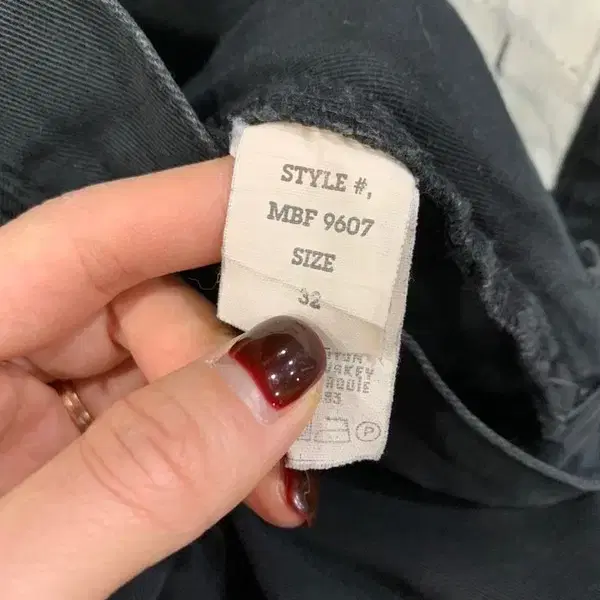 STYLE #,
MBF 9607
SIZE
32
P